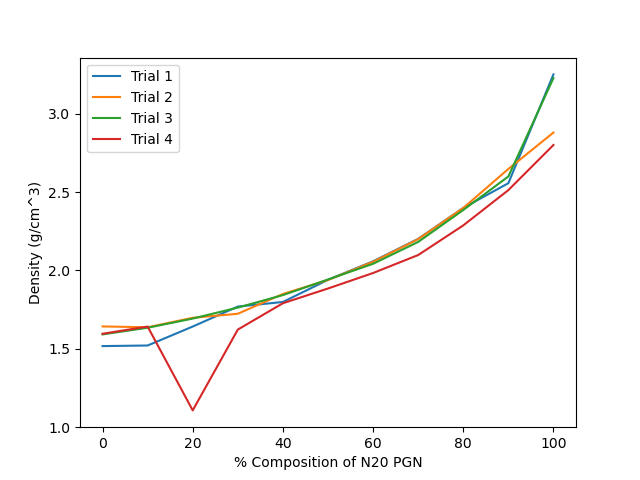 Trial 1
Trial 2
Trial 3
Trial 4
3.0
2.5
2.0
1.5
1.0
Density (g/cm^3)
0 20 40 60 80 100
% Composition of N20 PGN